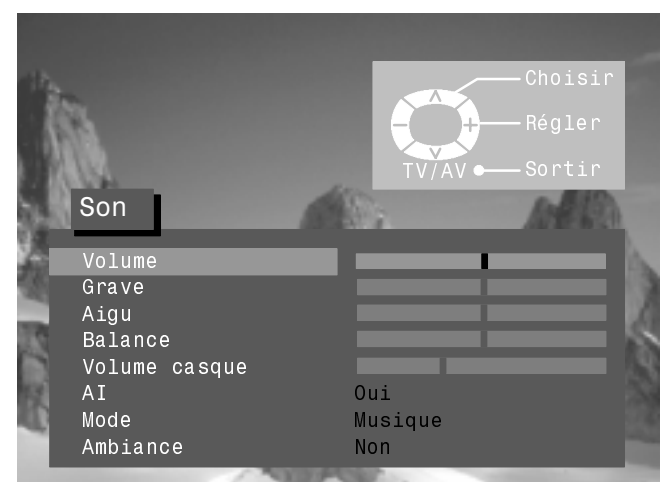 Choisir
Régler
TV/AV Sortir
Son
Volume
Grave
Aigu
Balance
Volume casque
AI Oui
Mode Musique
Ambiance Non